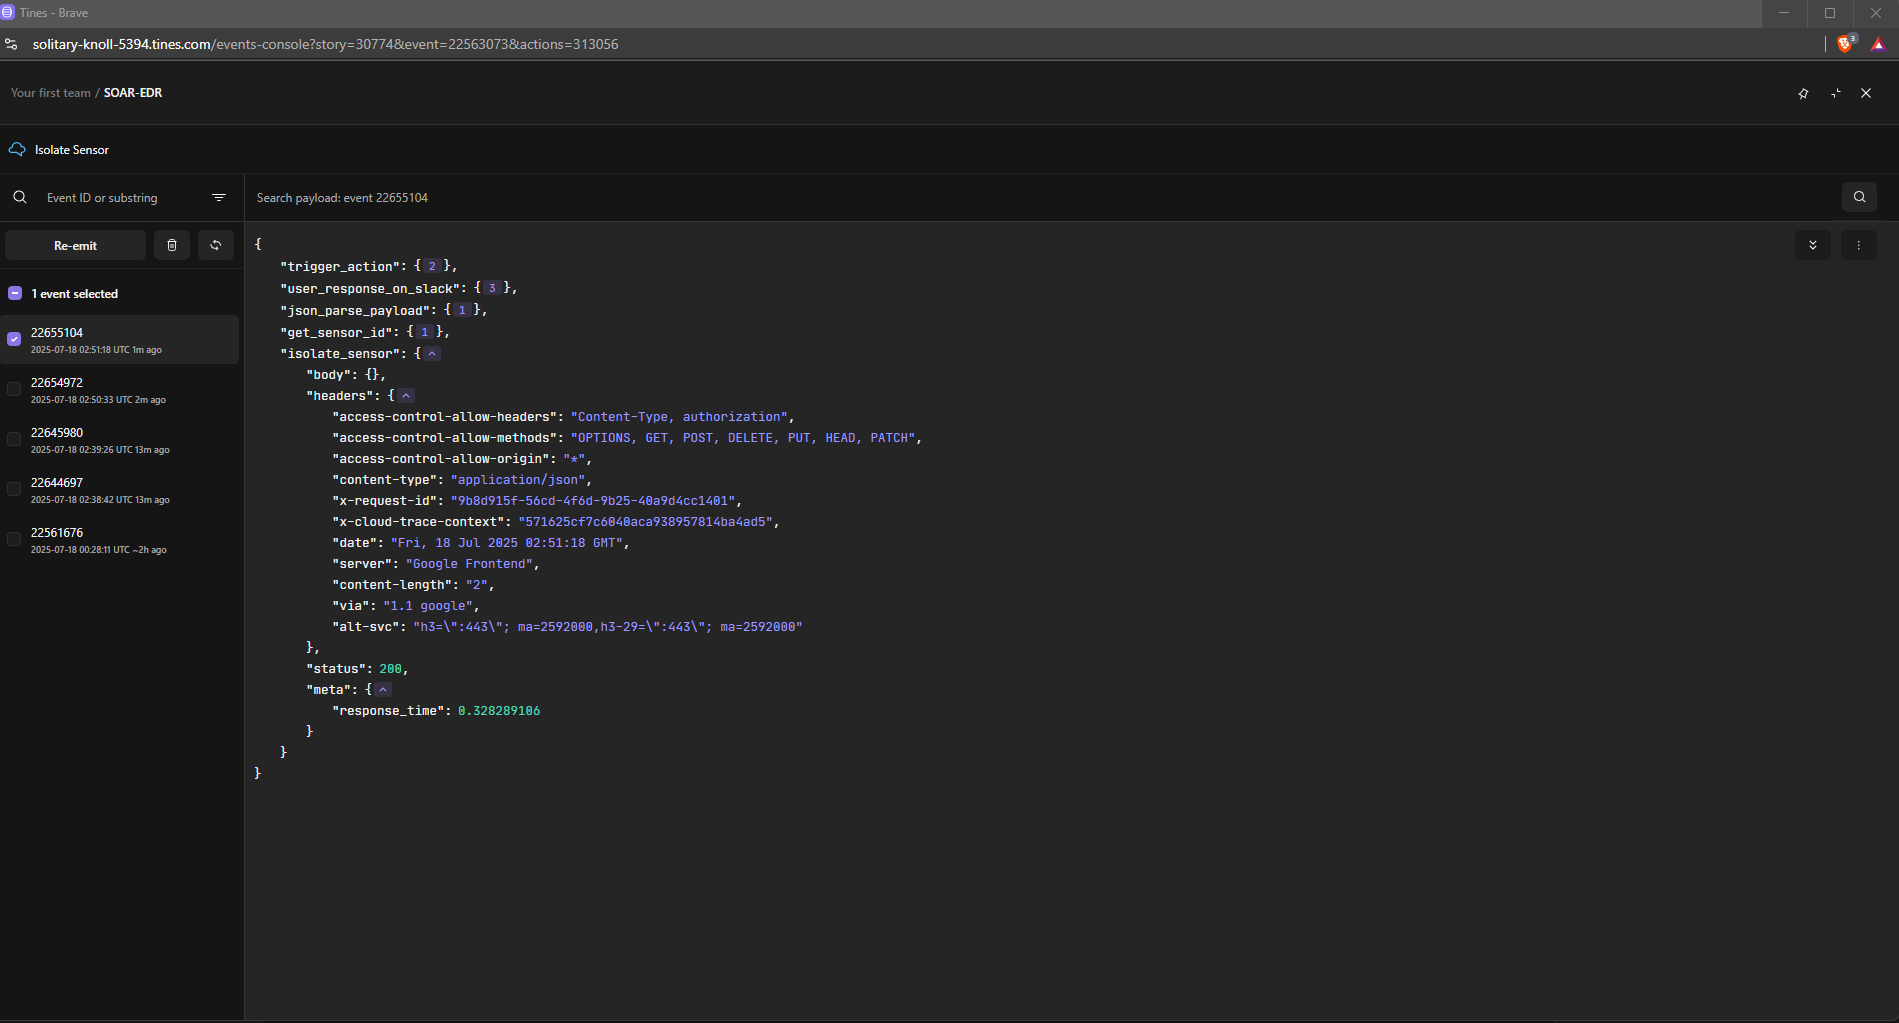 Tines - Brave
solitary-knoll-5394.tines.com/events-console?story=30774&event=22563073&actions=313056
3
Your first team / SOAR-EDR
Isolate Sensor
Event ID or substring
Search payload: event 22655104
Re-emit
1 event selected
22655104
2025-07-18 02:51:18 UTC 1m ago
22654972
2025-07-18 02:50:33 UTC 2m ago
22645980
2025-07-18 02:39:26 UTC 13m ago
22644697
2025-07-18 02:38:42 UTC 13m ago
22561676
2025-07-18 00:28:11 UTC ~2h ago
{
"trigger_action": { 2 },
"user_response_on_slack": { 3 },
"json_parse_payload": { 1 },
"get_sensor_id": { 1 },
"isolate_sensor": {
"body": {},
"headers": {
"access-control-allow-headers": "Content-Type, authorization",
"access-control-allow-methods": "OPTIONS, GET, POST, DELETE, PUT, HEAD, PATCH",
"access-control-allow-origin": "*",
"content-type": "application/json",
"x-request-id": "9b8d915f-56cd-4f6d-9b25-40a9d4cc1401",
"x-cloud-trace-context": "571625cf7c6040aca938957814ba4ad5",
"date": "Fri, 18 Jul 2025 02:51:18 GMT",
"server": "Google Frontend",
"content-length": "2",
"via": "1.1 google",
"alt-svc": "h3=\":443\"; ma=2592000,h3-29=\":443\"; ma=2592000"
},
"status": 200,
"meta": {
"response_time": 0.328289106
}
}
}